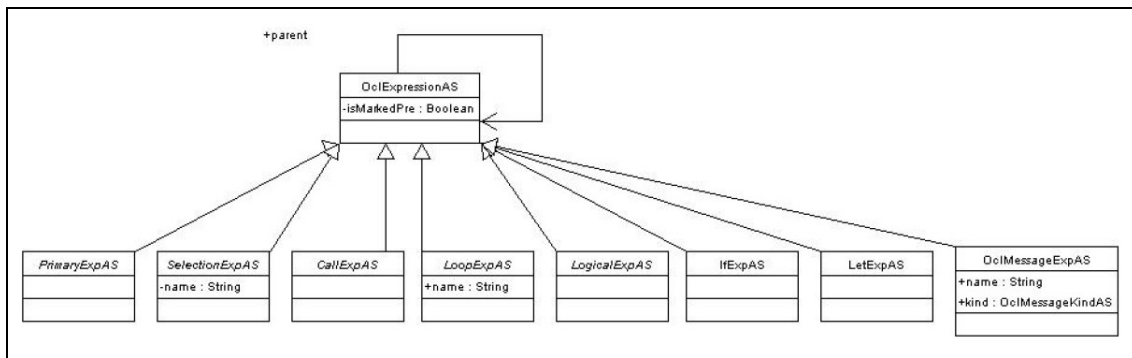 +parent
OclExpressionAS
-isMarkedPre : Boolean
PrimaryExpAS
SelectionExpAS
-name : String
CallExpAS
LoopExpAS
+name : String
LogicalExpAS
IfExpAS
LetExpAS
OclMessageExpAS
+name : String
+kind : OclMessageKindAS